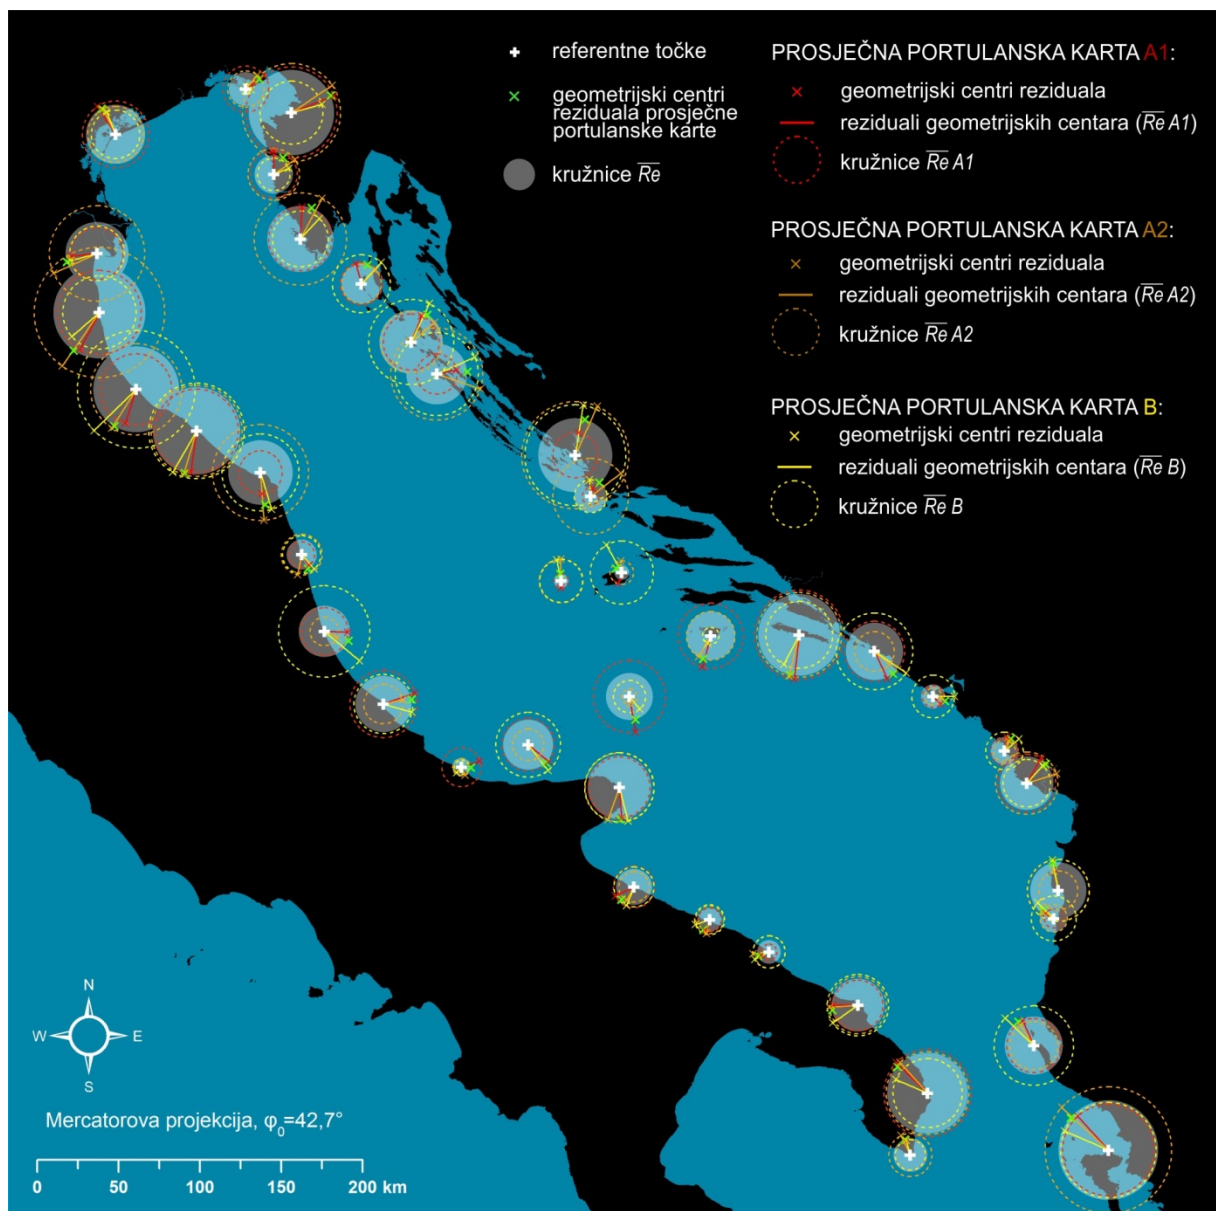 referentne točke
geometrijski centri
reziduala prosječne
portulanske karte
kružnice Re
PROSJEČNA PORTULANSKA KARTA A1:
geometrijski centri reziduala
reziduali geometrijskih centara (Re A1)
kružnice Re A1
PROSJEČNA PORTULANSKA KARTA A2:
geometrijski centri reziduala
reziduali geometrijskih centara (Re A2)
kružnice Re A2
PROSJEČNA PORTULANSKA KARTA B:
geometrijski centri reziduala
reziduali geometrijskih centara (Re B)
kružnice Re B
N
W E
S
Mercatorova projekcija, φ₀=42,7°
0 50 100 150 200 km